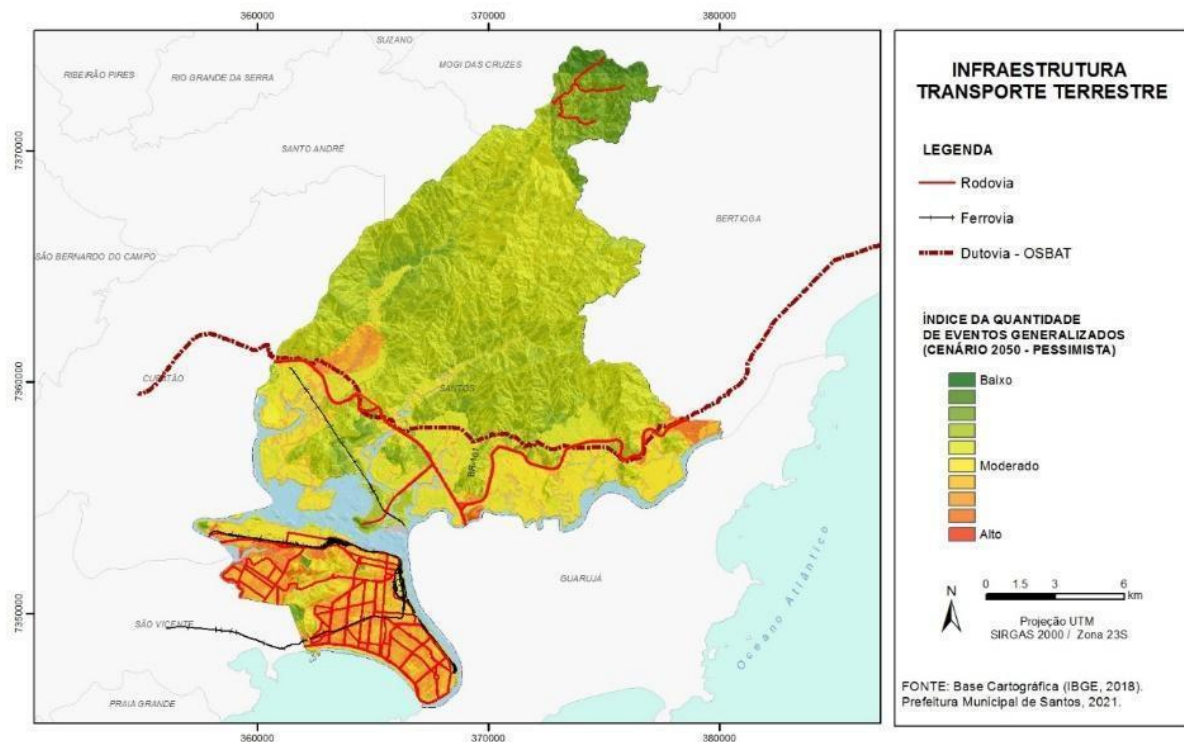 360000
370000
380000
SUZANO
MOGI DAS CRUZES
RIBEIRÃO PIRES
RIO GRANDE DA SERRA
7370000
SANTO ANDRÉ
BERTIOGA
SÃO BERNARDO DO CAMPO
7360000
CUBATÃO
SANTOS
BR-101
GUARUJÁ
Oceano Atlântico
7350000
SÃO VICENTE
PRAIA GRANDE
360000
370000
380000
INFRAESTRUTURA
TRANSPORTE TERRESTRE
LEGENDA
Rodovia
Ferrovia
Dutovia - OSBAT
ÍNDICE DA QUANTIDADE
DE EVENTOS GENERALIZADOS
(CENÁRIO 2050 - PESSIMISTA)
Baixo
Moderado
Alto
N
0 1.5 3 6
km
Projeção UTM
SIRGAS 2000 / Zona 23S
FONTE: Base Cartográfica (IBGE, 2018).
Prefeitura Municipal de Santos, 2021.